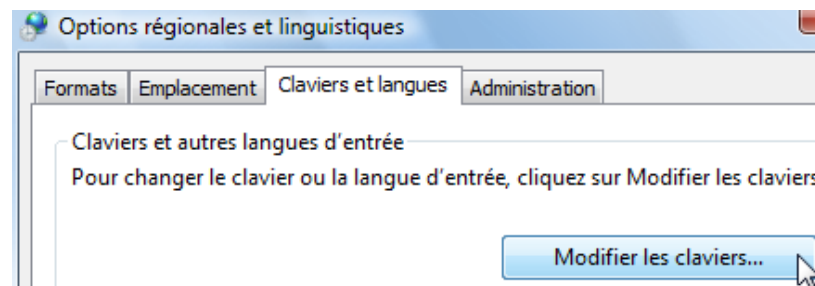 Options régionales et linguistiques
Formats Emplacement Claviers et langues Administration
Claviers et autres langues d'entrée
Pour changer le clavier ou la langue d'entrée, cliquez sur Modifier les claviers
Modifier les claviers...